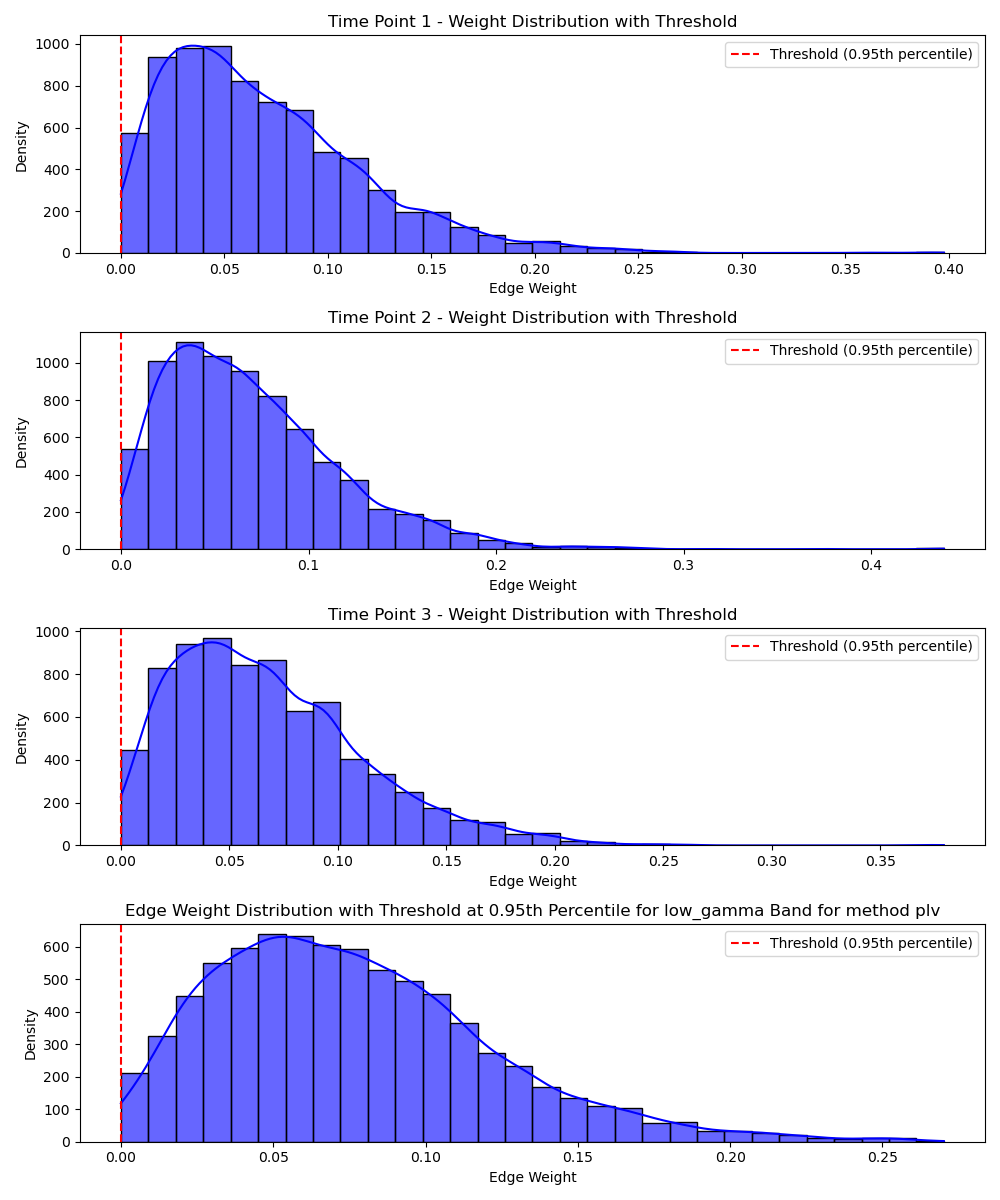 Time Point 1 - Weight Distribution with Threshold
Threshold (0.95th percentile)
1000
800
600
400
200
0
Density
0.00 0.05 0.10 0.15 0.20 0.25 0.30 0.35 0.40
Edge Weight
Time Point 2 - Weight Distribution with Threshold
Threshold (0.95th percentile)
1000
800
600
400
200
0
Density
0.0 0.1 0.2 0.3 0.4
Edge Weight
Time Point 3 - Weight Distribution with Threshold
Threshold (0.95th percentile)
1000
800
600
400
200
0
Density
0.00 0.05 0.10 0.15 0.20 0.25 0.30 0.35
Edge Weight
Edge Weight Distribution with Threshold at 0.95th Percentile for low_gamma Band for method plv
Threshold (0.95th percentile)
600
500
400
300
200
100
0
Density
0.00 0.05 0.10 0.15 0.20 0.25
Edge Weight